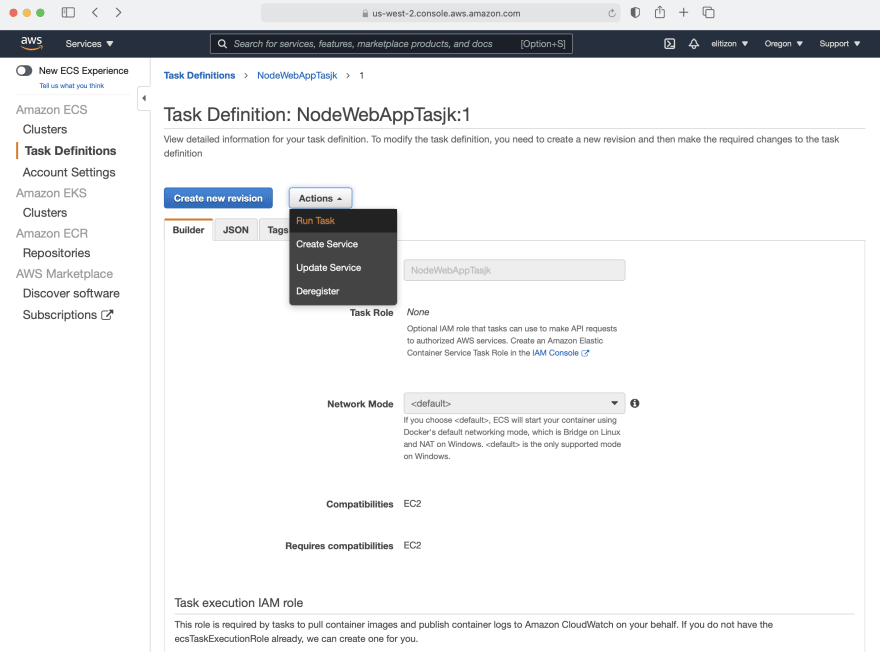 us-west-2.console.aws.amazon.com
aws
Services
Search for services, features, marketplace products, and docs
[Option+S]
elitizon
Oregon
Support
New ECS Experience
Tell us what you think
Amazon ECS
Clusters
Task Definitions
Account Settings
Amazon EKS
Clusters
Amazon ECR
Repositories
AWS Marketplace
Discover software
Subscriptions
Task Definitions > NodeWebAppTasjk > 1
Task Definition: NodeWebAppTasjk:1
View detailed information for your task definition. To modify the task definition, you need to create a new revision and then make the required changes to the task
definition
Create new revision
Actions
Run Task
Create Service
Update Service
Deregister
Builder
JSON
Tags
NodeWebAppTasjk
Task Role
None
Optional IAM role that tasks can use to make API requests
to authorized AWS services. Create an Amazon Elastic
Container Service Task Role in the IAM Console
Network Mode
<default>
If you choose <default>, ECS will start your container using
Docker's default networking mode, which is Bridge on Linux
and NAT on Windows. <default> is the only supported mode
on Windows.
Compatibilities
EC2
Requires compatibilities
EC2
Task execution IAM role
This role is required by tasks to pull container images and publish container logs to Amazon CloudWatch on your behalf. If you do not have the
ecsTaskExecutionRole already, we can create one for you.